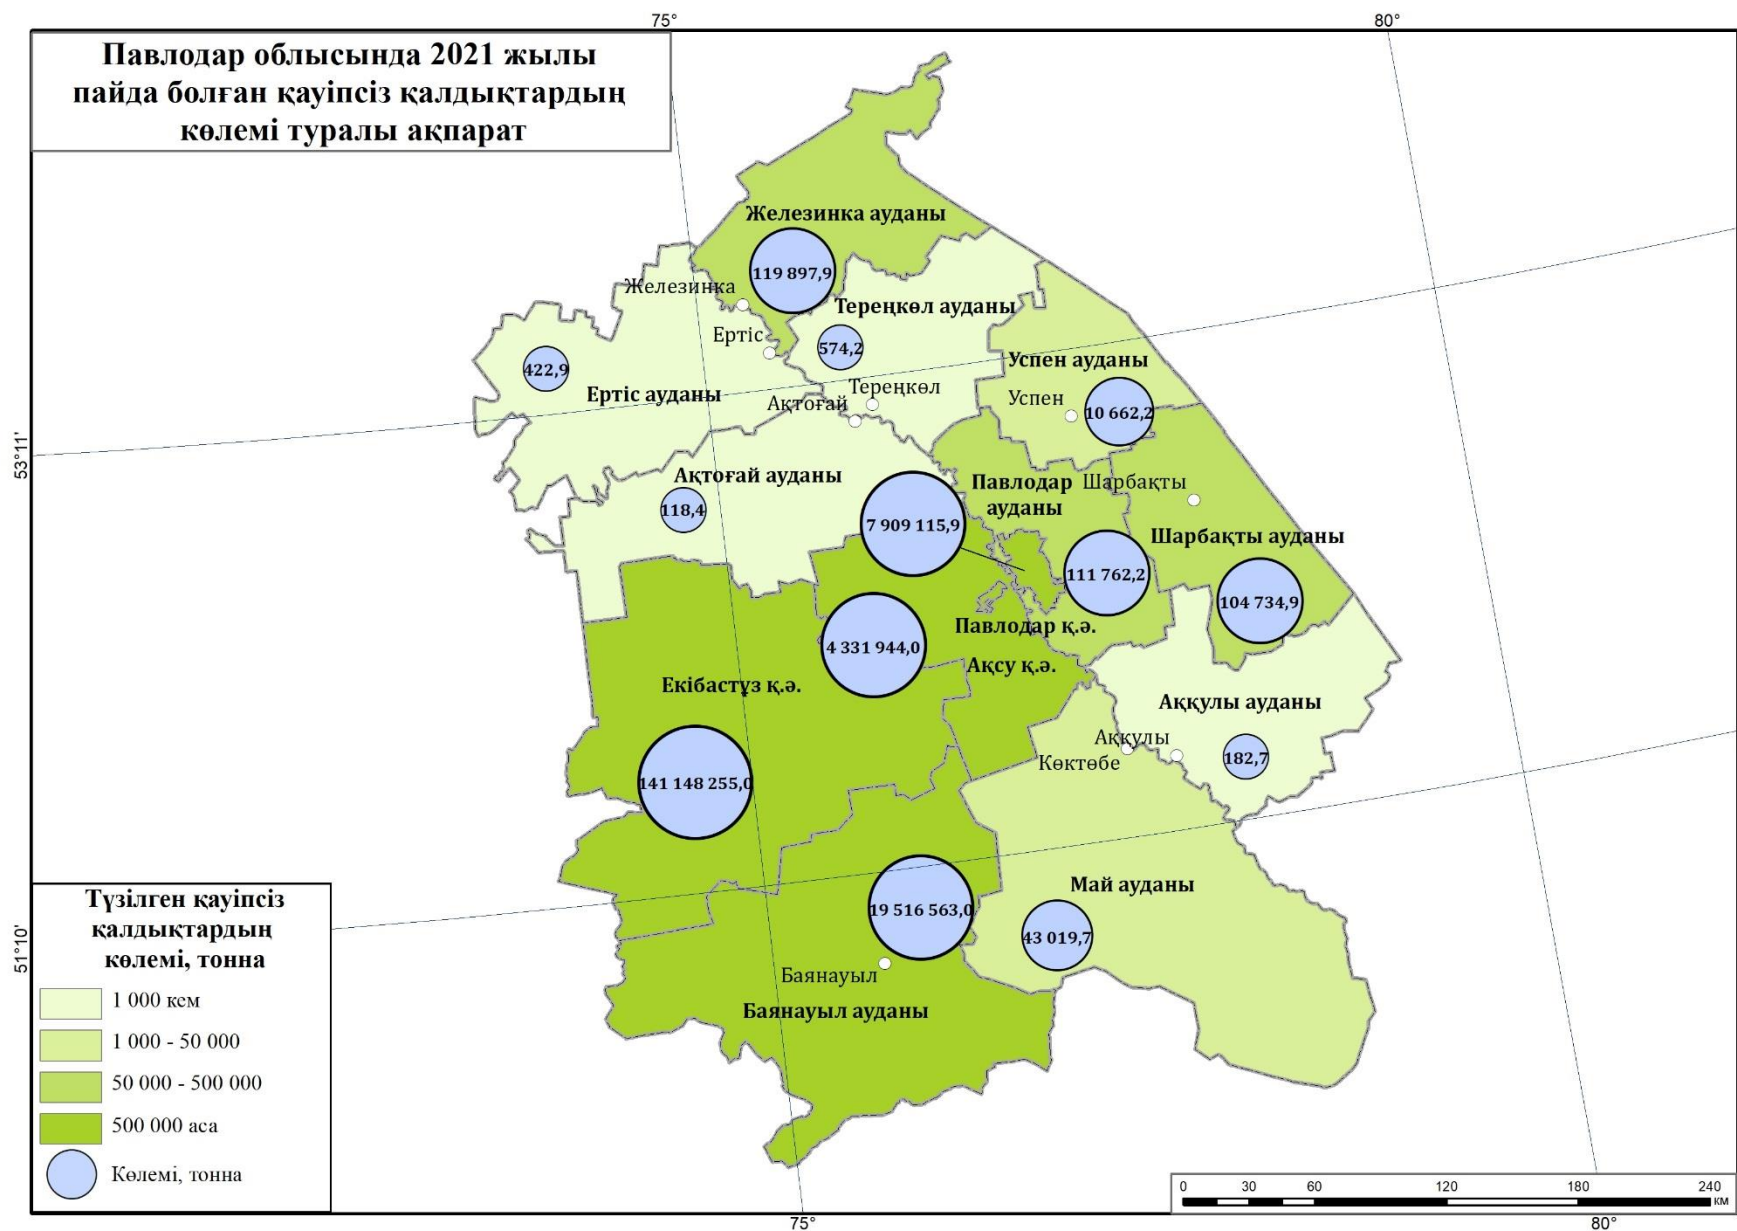 75°
80°
Павлодар облысында 2021 жылы
пайда болған қауіпсіз қалдықтардың
көлемі туралы ақпарат
Железинка ауданы
119 897,9
Железинка
Тереңкөл ауданы
Ертіс
574,2
Успен ауданы
422,9
Тереңкөл
Ертіс ауданы
Ақтоғай
Успен
10 662,2
53°11'
Ақтоғай ауданы
Павлодар
ауданы
Шарбақты
118,4
7 909 115,9
Шарбақты ауданы
111 762,2
104 734,9
Павлодар қ.ә.
4 331 944,0
Ақсу қ.ә.
Екібастұз қ.ә.
Аққулы ауданы
Аққулы
Көктөбе
182,7
141 148 255,0
Май ауданы
19 516 563,0
43 019,7
51°10'
Баянауыл
Баянауыл ауданы
Түзілген қауіпсіз
қалдықтардың
көлемі, тонна
1 000 кем
1 000 - 50 000
50 000 - 500 000
500 000 аса
Көлемі, тонна
0 30 60 120 180 240
км
75°
80°